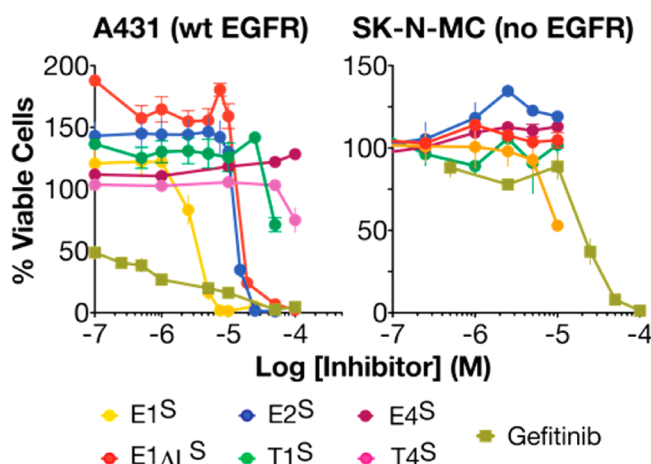 A431 (wt EGFR) SK-N-MC (no EGFR)
200 150
150
100 100
50 50
0 0
% Viable Cells
-7 -6 -5 -4 -7 -6 -5 -4
Log [Inhibitor] (M)
E1S E2S E4S
Gefitinib
E1ΔLS T1S T4S